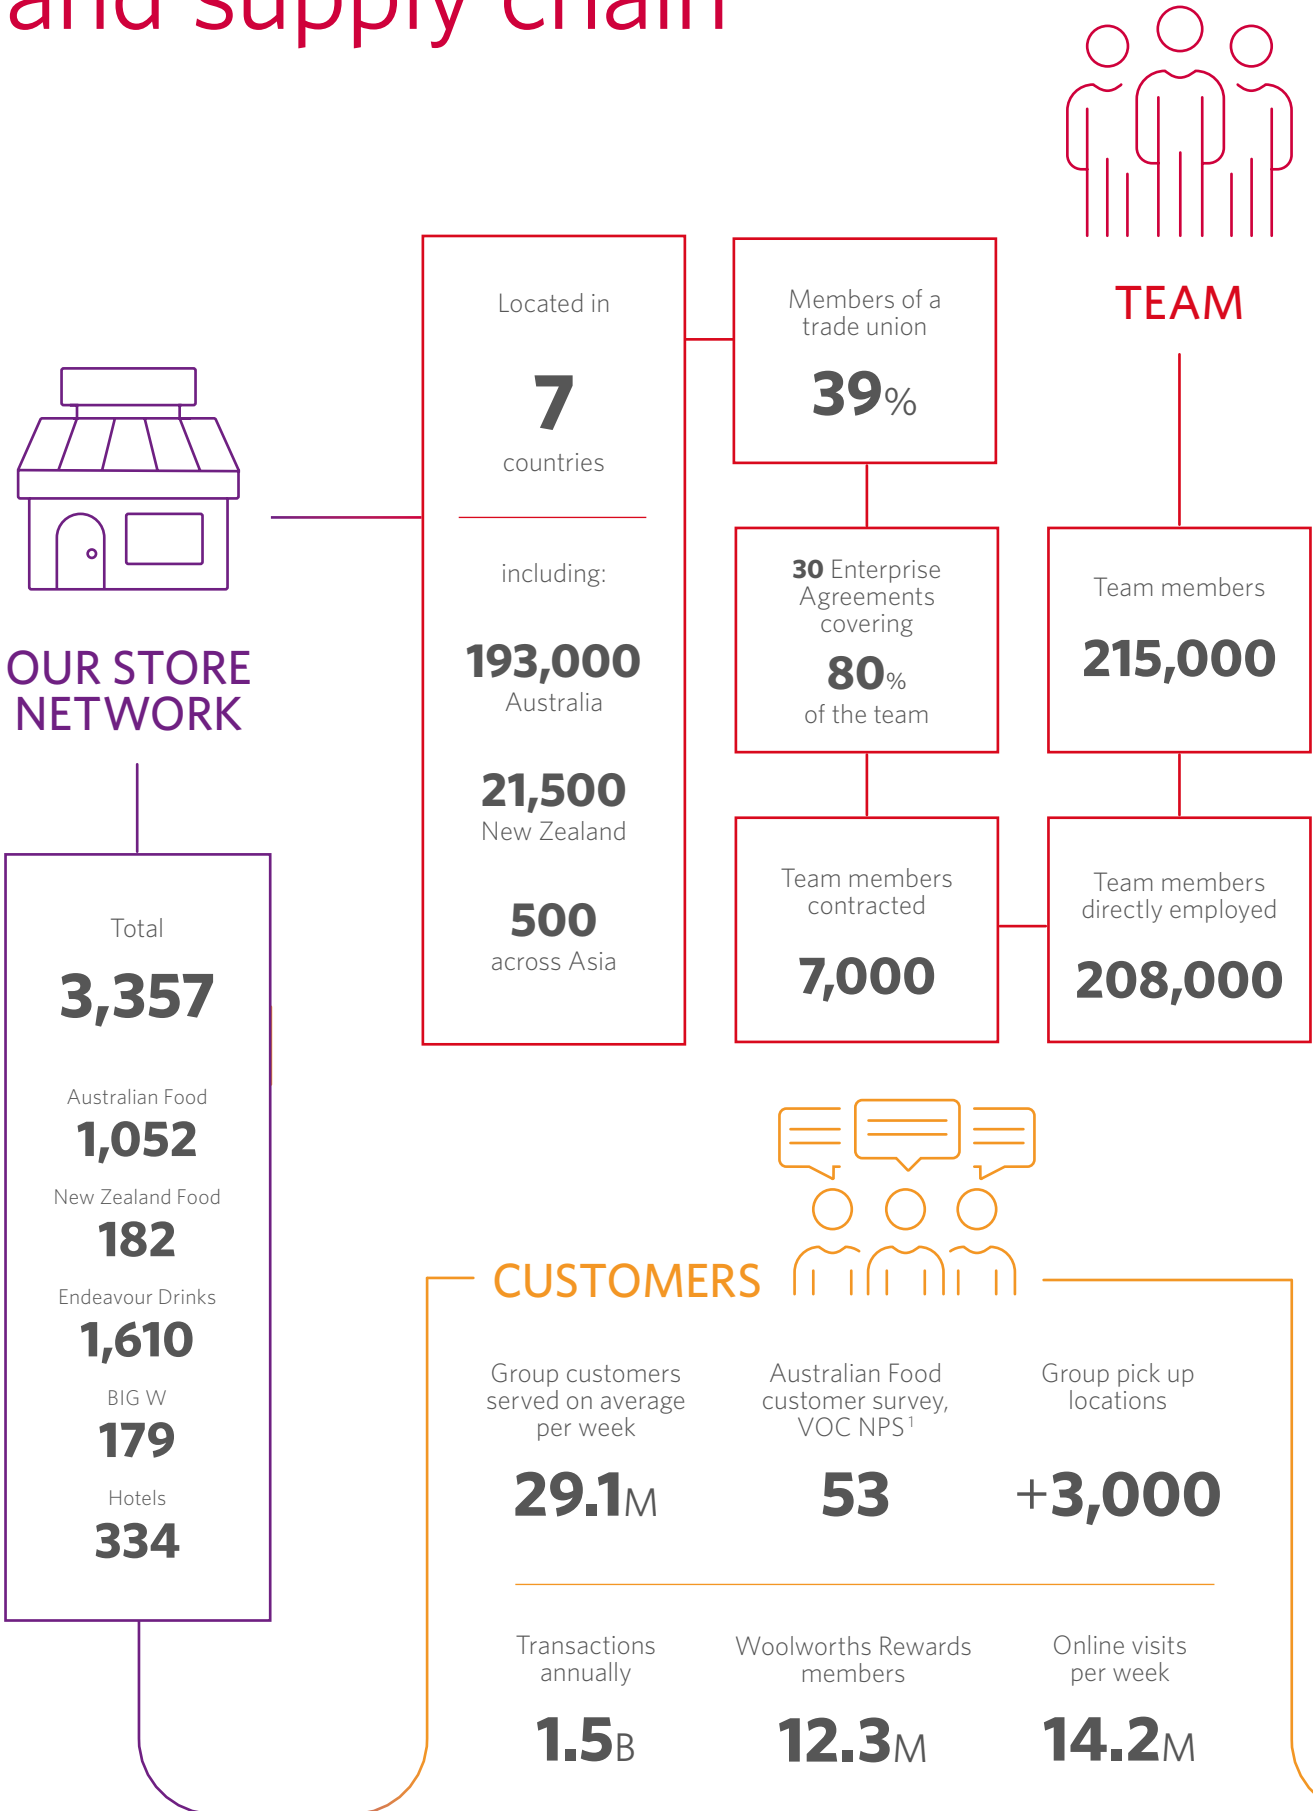 and supply chain
TEAM
Team members
215,000
Team members
directly employed
208,000
Team members
contracted
7,000
30 Enterprise
Agreements
covering
80%
of the team
Members of a
trade union
39%
Located in
7
countries
including:
193,000
Australia
21,500
New Zealand
500
across Asia
OUR STORE
NETWORK
Total
3,357
Australian Food
1,052
New Zealand Food
182
Endeavour Drinks
1,610
BIG W
179
Hotels
334
CUSTOMERS
Group customers
served on average
per week
29.1M
Australian Food
customer survey,
VOC NPS¹
53
Group pick up
locations
+3,000
Transactions
annually
1.5B
Woolworths Rewards
members
12.3M
Online visits
per week
14.2M